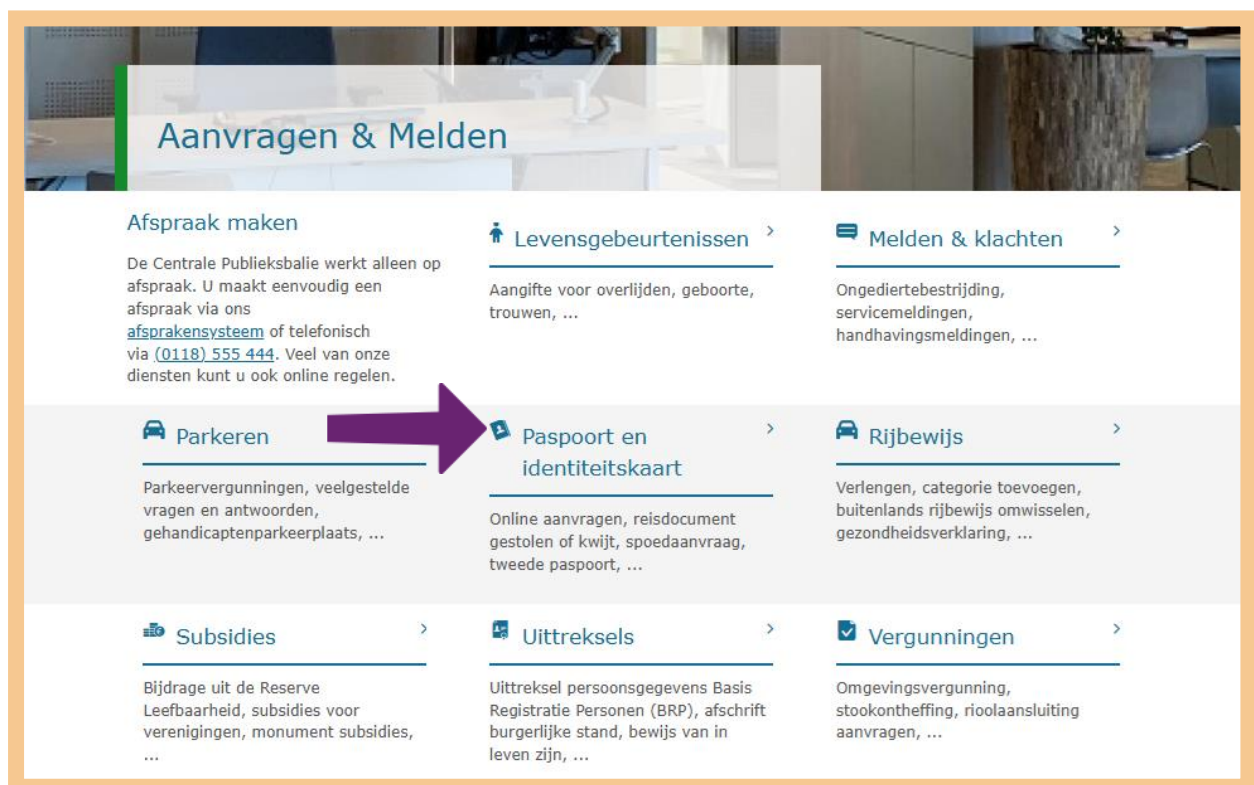 Aanvragen & Melden
Afspraak maken
De Centrale Publieksbalie werkt alleen op
afspraak. U maakt eenvoudig een
afspraak via ons
afsprakensysteem of telefonisch
via (0118) 555 444. Veel van onze
diensten kunt u ook online regelen.
Levensgebeurtenissen
Aangifte voor overlijden, geboorte,
trouwen, ...
Melden & klachten
Ongediertebestrijding,
servicemeldingen,
handhavingsmeldingen, ...
Parkeren
Parkeervergunningen, veelgestelde
vragen en antwoorden,
gehandicaptenparkeerplaats, ...
Paspoort en
identiteitskaart
Online aanvragen, reisdocument
gestolen of kwijt, spoedaanvraag,
tweede paspoort, ...
Rijbewijs
Verlengen, categorie toevoegen,
buitenlands rijbewijs omwisselen,
gezondheidsverklaring, ...
Subsidies
Bijdrage uit de Reserve
Leefbaarheid, subsidies voor
verenigingen, monument subsidies,
...
Uittreksels
Uittreksel persoonsgegevens Basis
Registratie Personen (BRP), afschrift
burgerlijke stand, bewijs van in
leven zijn, ...
Vergunningen
Omgevingsvergunning,
stookontheffing, rioolaansluiting
aanvragen, ...